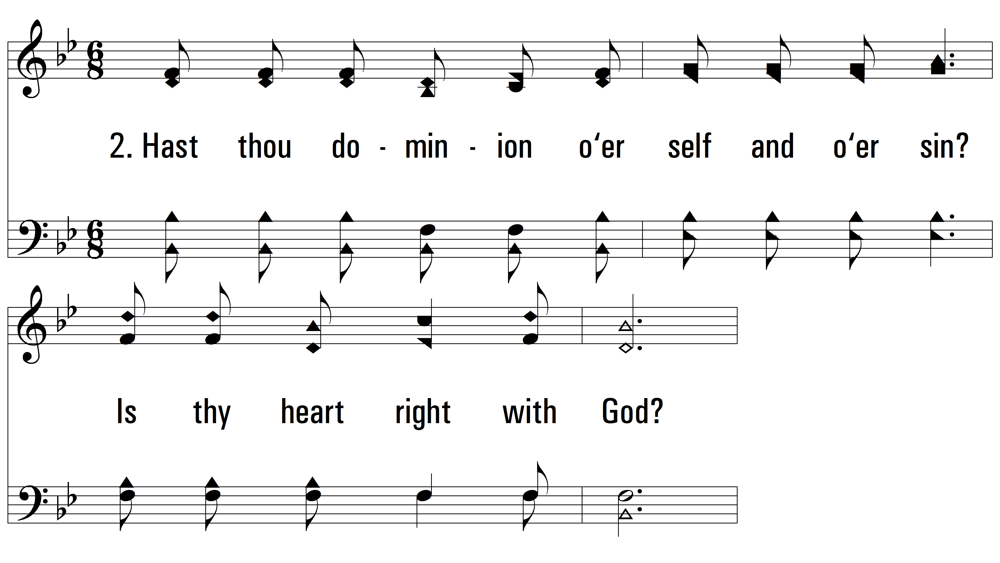 2. Hast thou do - min - ion o‘er self and o‘er sin?
Is thy heart right with God?